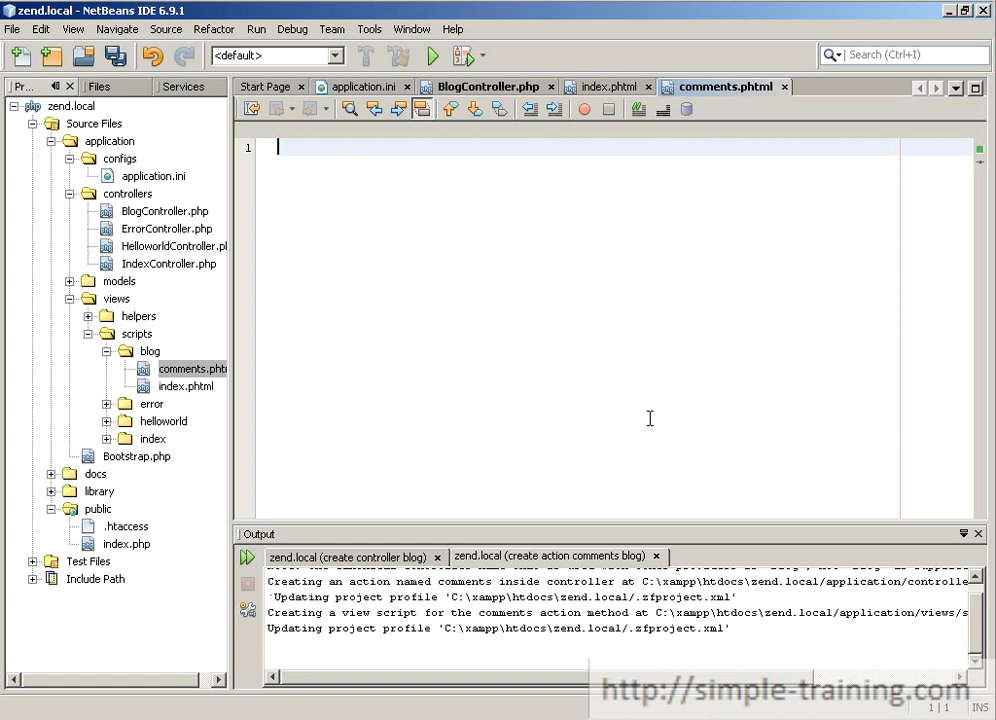 zend.local - NetBeans IDE 6.9.1
File Edit View Navigate Source Refactor Run Debug Team Tools Window Help
<default>
Search (Ctrl+I)
Pr... Files Services
Start Page application.ini BlogController.php index.phtml comments.phtml
zend.local
Source Files
application
configs
application.ini
controllers
BlogController.php
ErrorController.php
HelloworldController.pl
IndexController.php
models
views
helpers
scripts
blog
comments.phtm
index.phtml
error
helloworld
index
Bootstrap.php
docs
library
public
.htaccess
index.php
Test Files
Include Path
1
Output
zend.local (create controller blog) zend.local (create action comments blog)
Creating an action named comments inside controller at C:\xampp\htdocs\zend.local/application/controlle
`Updating project profile 'C:\xampp\htdocs\zend.local/.zfproject.xml'
Creating a view script for the comments action method at C:\xampp\htdocs\zend.local/application/views/s
Updating project profile 'C:\xampp\htdocs\zend.local/.zfproject.xml'
http://simple-training.com
1 | 1 INS